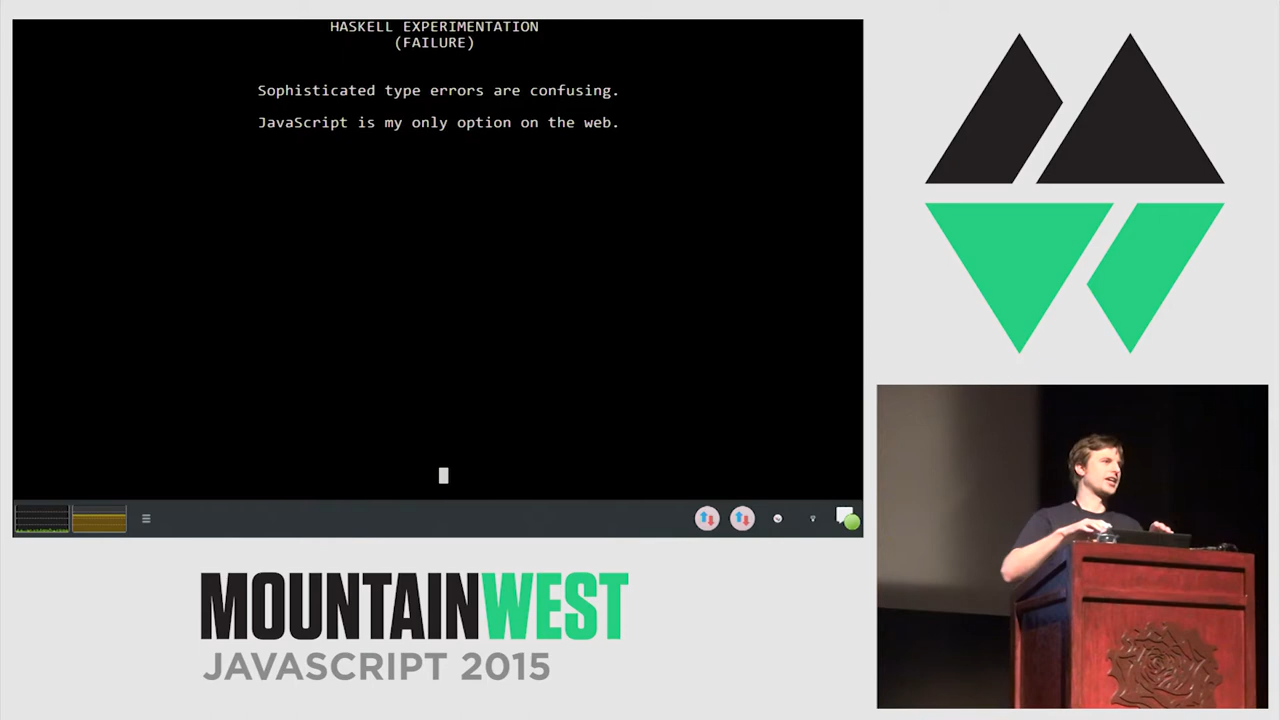 HASKELL EXPERIMENTATION
(FAILURE)
Sophisticated type errors are confusing.
JavaScript is my only option on the web.
MOUNTAINWEST
JAVASCRIPT 2015